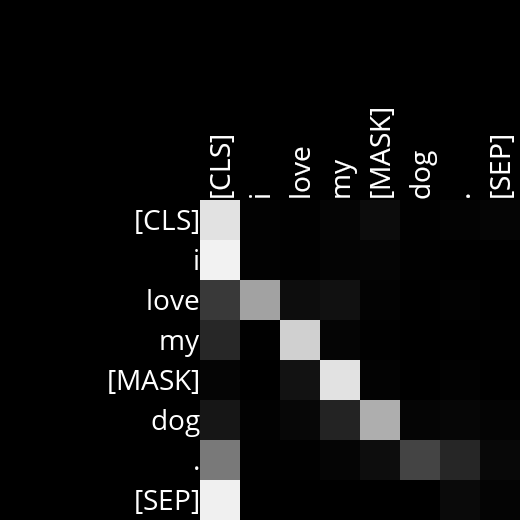 [CLS] i love my [MASK] dog . [SEP]
[CLS]
i
love
my
[MASK]
dog
.
[SEP]